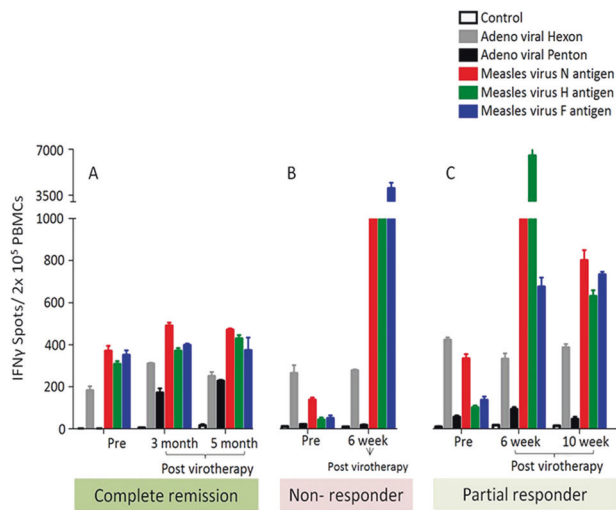 Control
Adeno viral Hexon
Adeno viral Penton
Measles virus N antigen
Measles virus H antigen
Measles virus F antigen
IFNγ Spots/ 2x 10⁵ PBMCs
7000
3500
1000
800
600
400
200
0
A
B
C
Pre
3 month
5 month
Post virotherapy
Pre
6 week
Post virotherapy
Pre
6 week
10 week
Post virotherapy
Complete remission
Non- responder
Partial responder